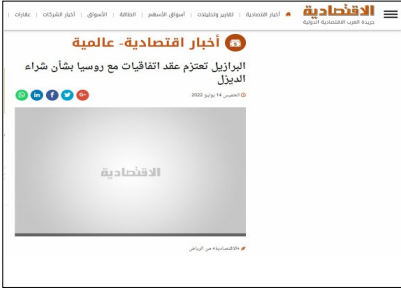 الاقتصادية
جريدة العرب الاقتصادية الدولية
أخبار اقتصادية | تقارير وتحليلات | أسواق الأسهم | الطاقة | الأسواق | أخبار الشركات | عقارات
أخبار اقتصادية- عالمية
البرازيل تعتزم عقد اتفاقيات مع روسيا بشأن شراء
الديزل
الخميس 14 يوليو 2022
الاقتصادية
«الاقتصادية» من الرياض